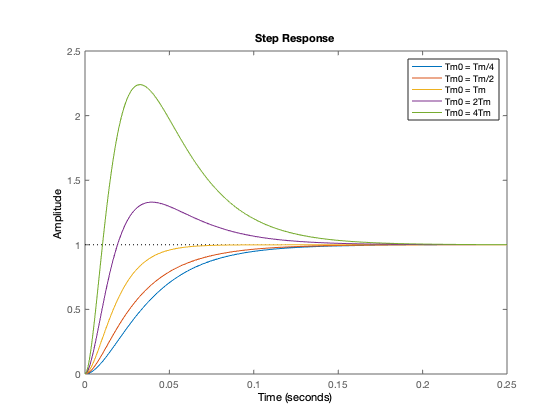 Step Response
2.5
2
1.5
1
0.5
0
Amplitude
Tm0 = Tm/4
Tm0 = Tm/2
Tm0 = Tm
Tm0 = 2Tm
Tm0 = 4Tm
0 0.05 0.1 0.15 0.2 0.25
Time (seconds)